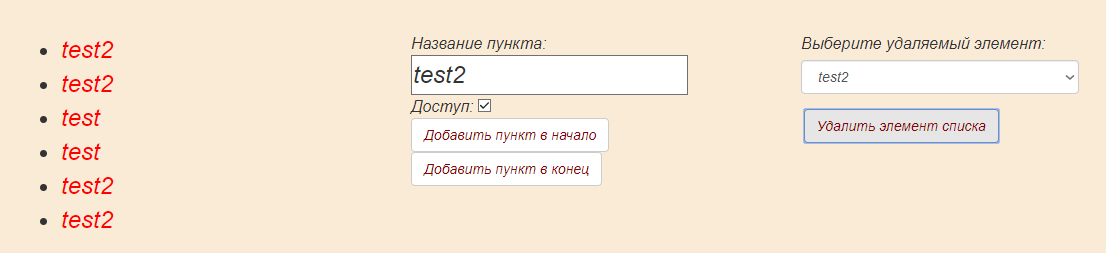 test2
test2
test
test
test2
test2
Название пункта:
test2
Доступ:
Добавить пункт в начало
Добавить пункт в конец
Выберите удаляемый элемент:
test2
Удалить элемент списка